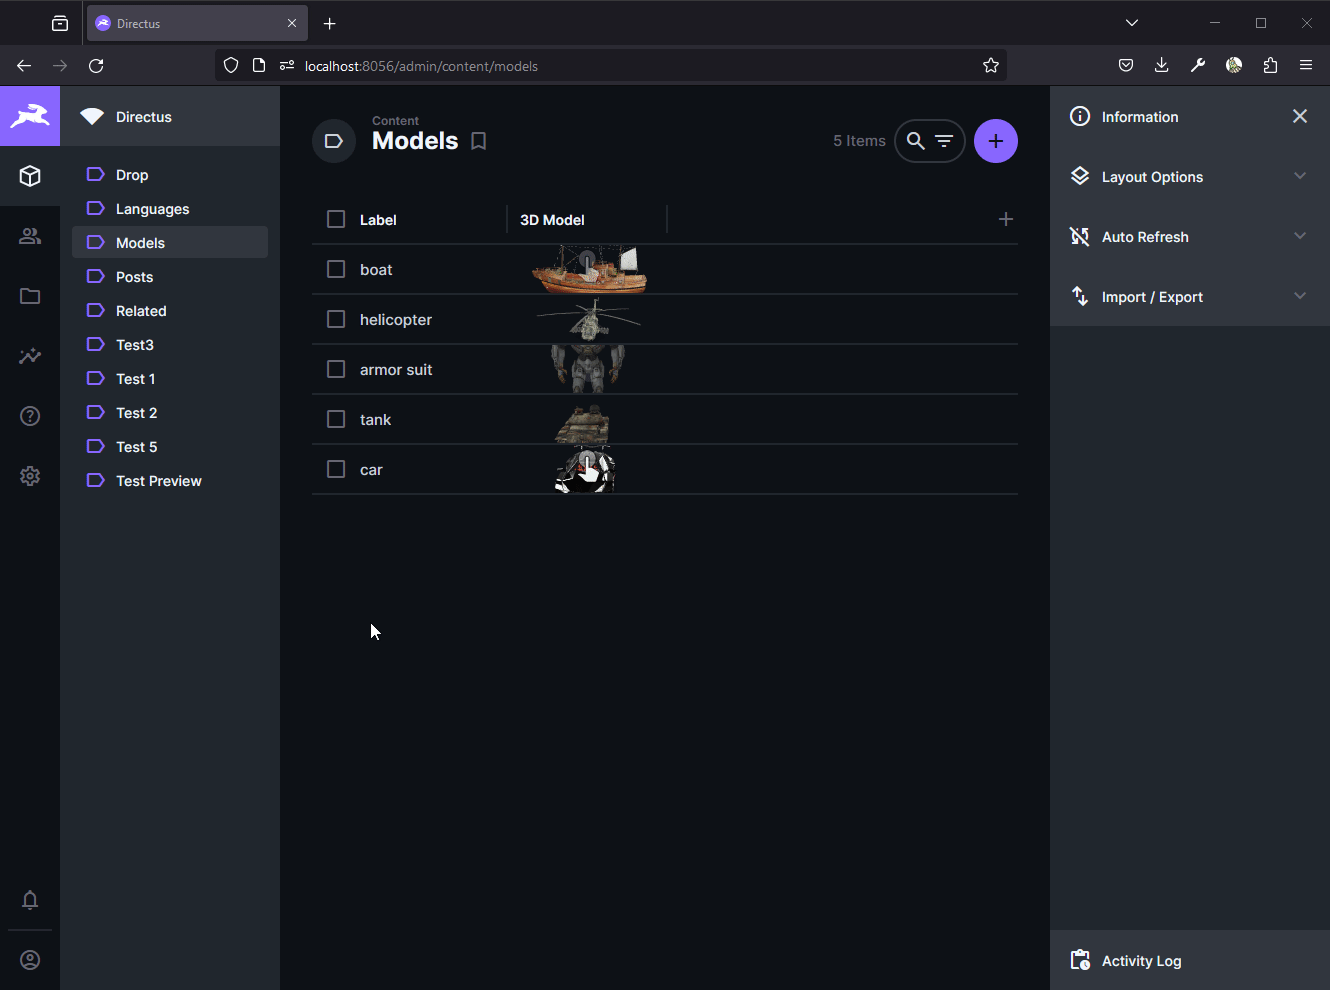 Directus
localhost:8056/admin/content/models
Directus
Drop
Languages
Models
Posts
Related
Test3
Test 1
Test 2
Test 5
Test Preview
Content
Models
5 Items
Label
3D Model
boat
helicopter
armor suit
tank
car
Information
Layout Options
Auto Refresh
Import / Export
Activity Log